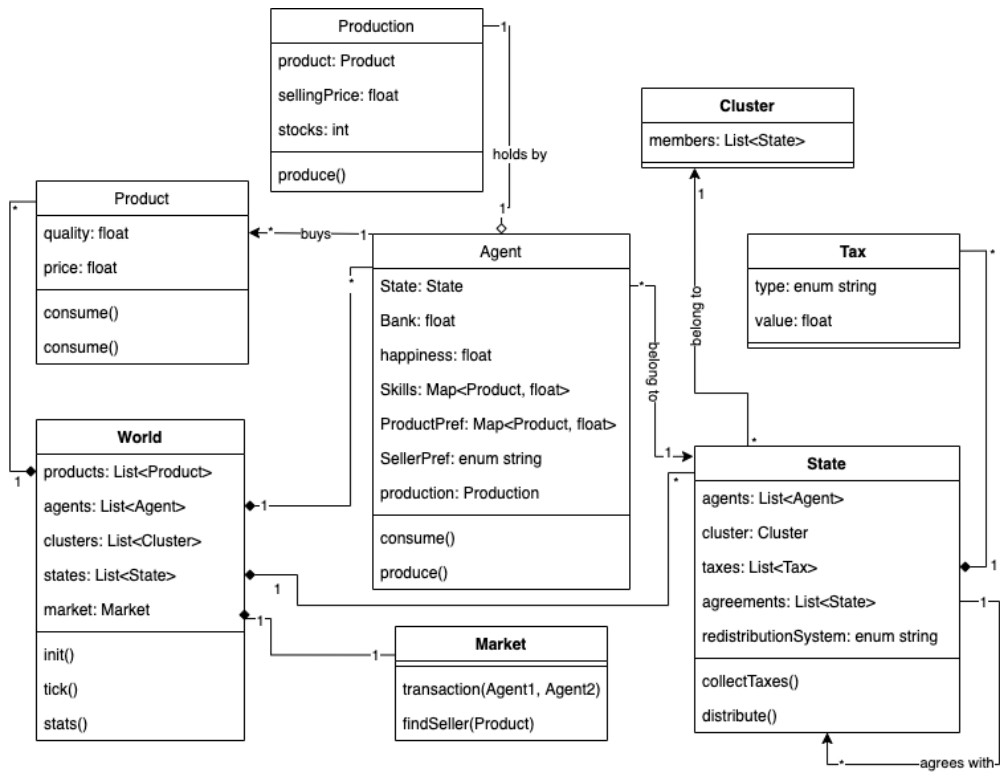 Production
product: Product
sellingPrice: float
stocks: int
produce()
1
holds by
1
Cluster
members: List<State>
1
belong to
*
Product
quality: float
price: float
consume()
consume()
*
1
* buys 1
Agent
State: State
Bank: float
happiness: float
Skills: Map<Product, float>
ProductPref: Map<Product, float>
SellerPref: enum string
production: Production
consume()
produce()
*
1
*
belong to
1
Tax
type: enum string
value: float
*
1
World
products: List<Product>
agents: List<Agent>
clusters: List<Cluster>
states: List<State>
market: Market
init()
tick()
stats()
1
*
1
1
Market
transaction(Agent1, Agent2)
findSeller(Product)
State
agents: List<Agent>
cluster: Cluster
taxes: List<Tax>
agreements: List<State>
redistributionSystem: enum string
collectTaxes()
distribute()
1
* agrees with